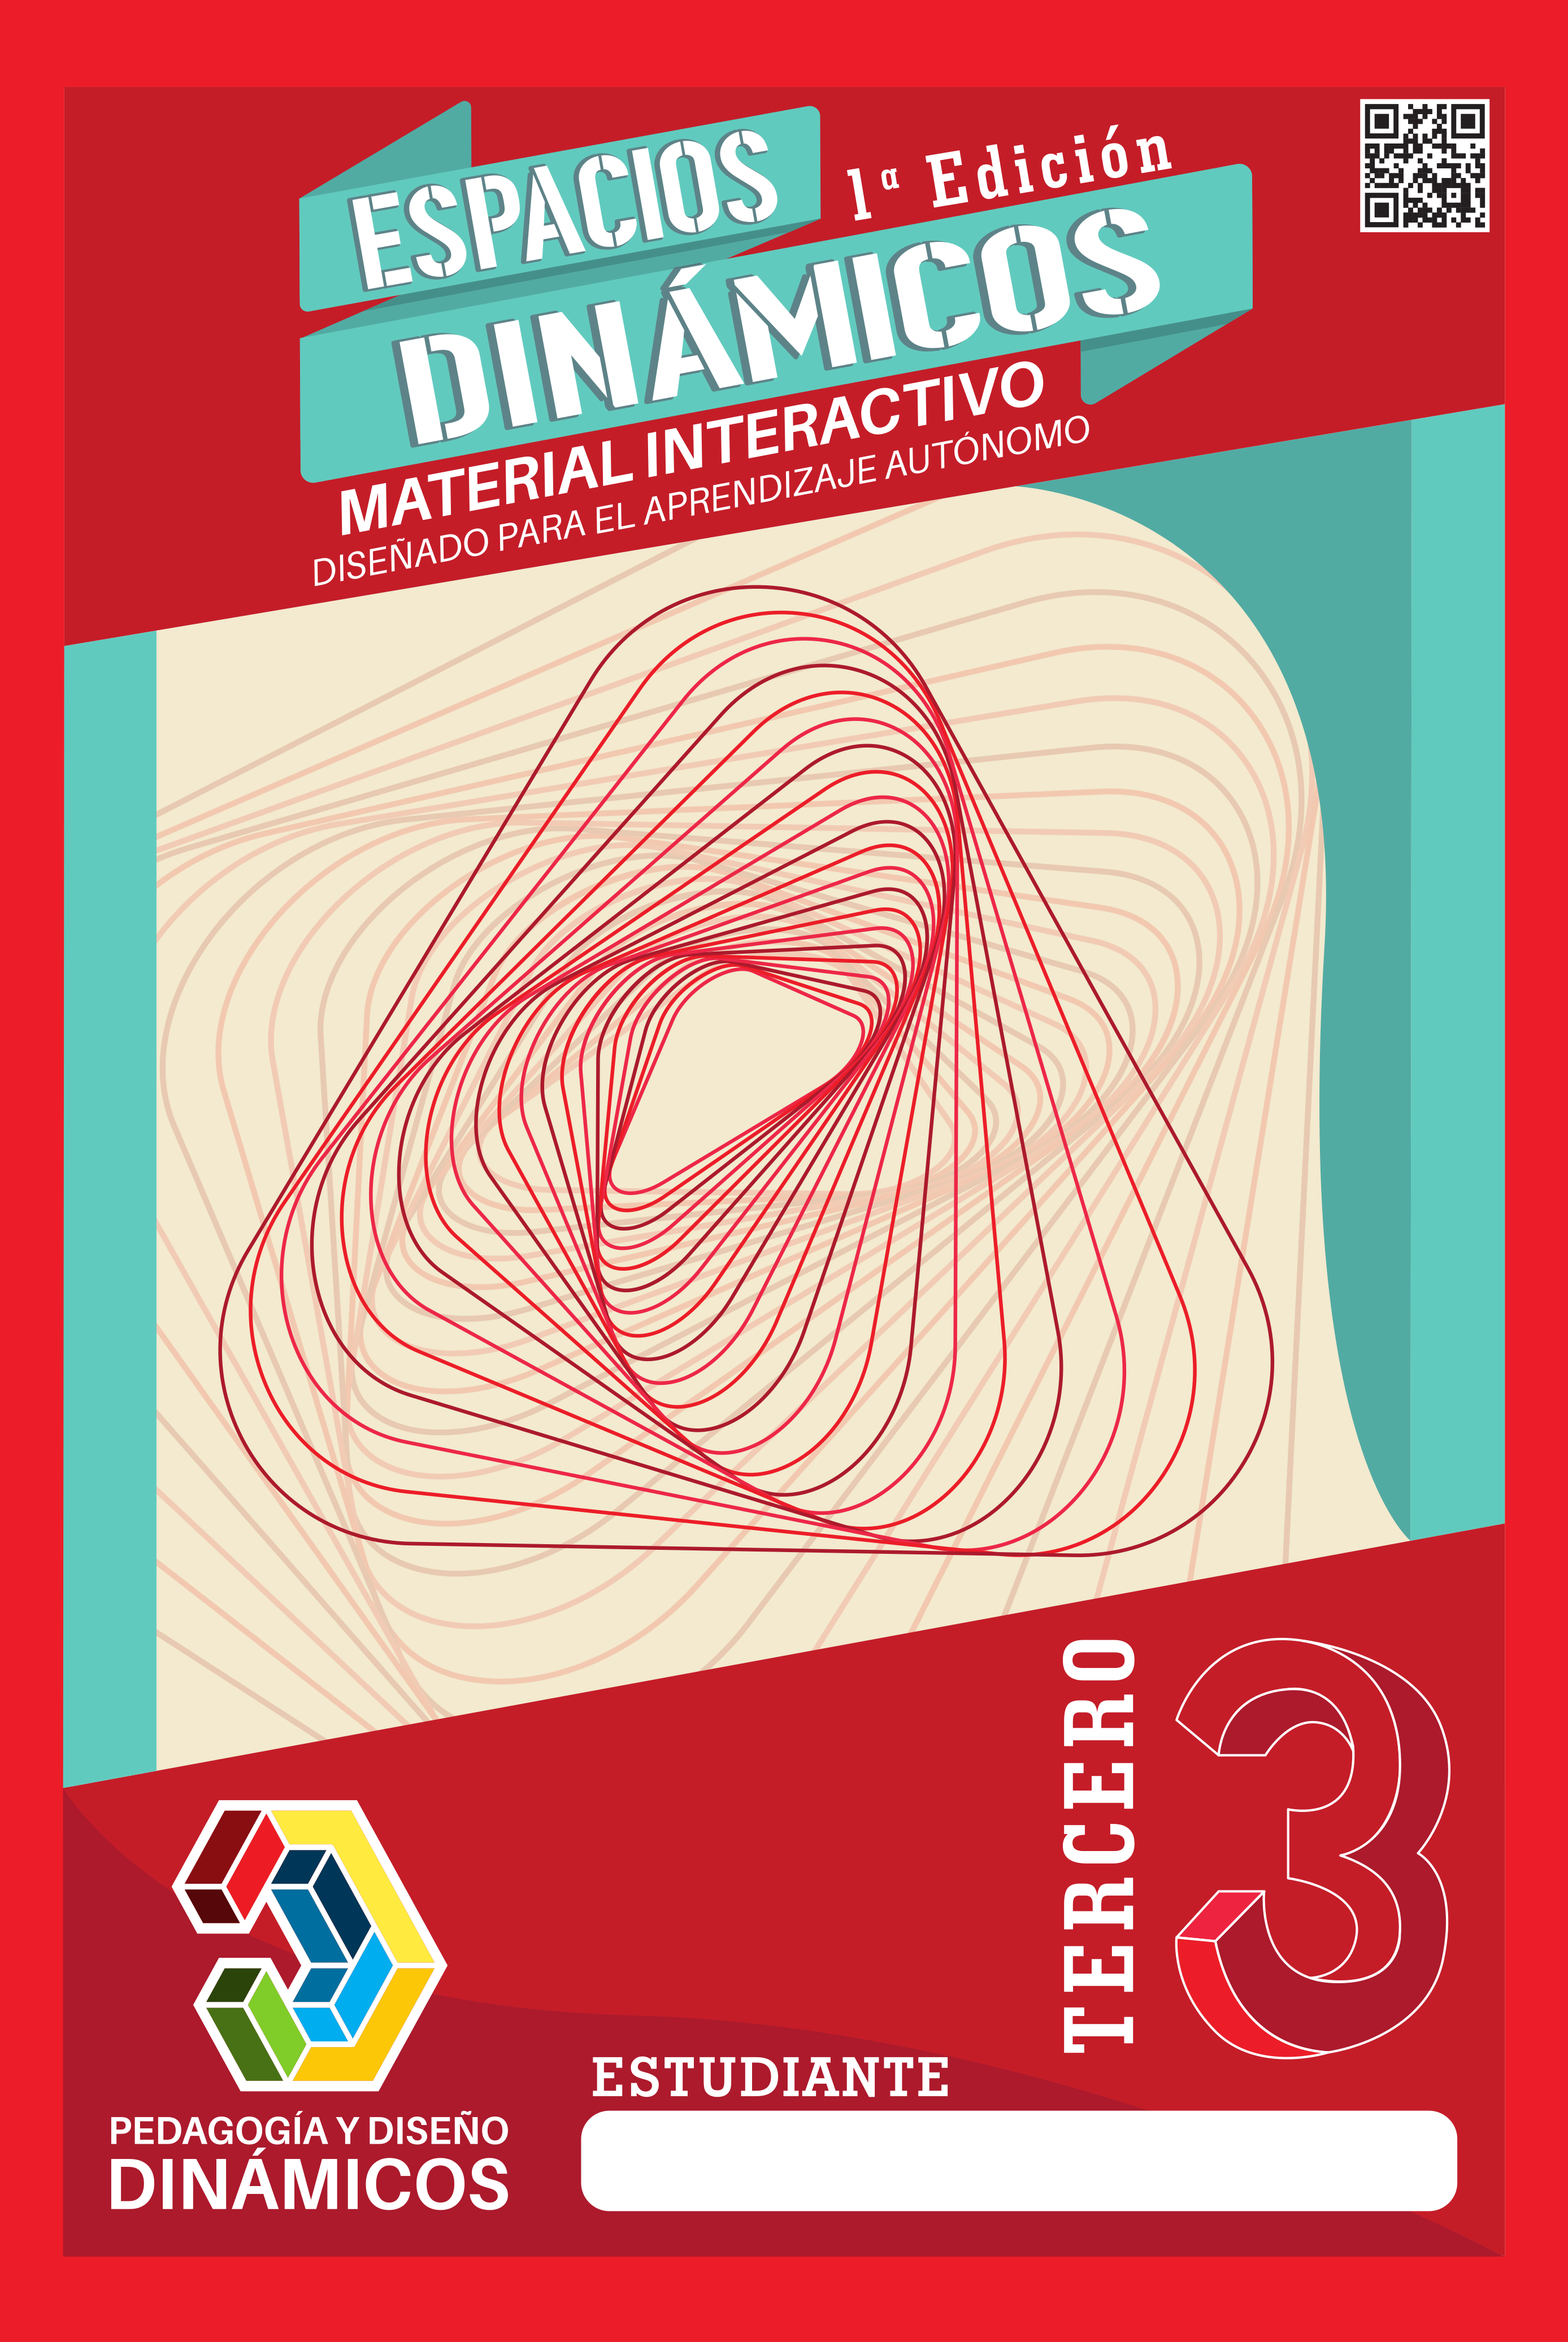 ESPACIOS
1ª Edición
DINÁMICOS
MATERIAL INTERACTIVO
DISEÑADO PARA EL APRENDIZAJE AUTÓNOMO
TERCERO
3
ESTUDIANTE
PEDAGOGÍA Y DISEÑO
DINÁMICOS